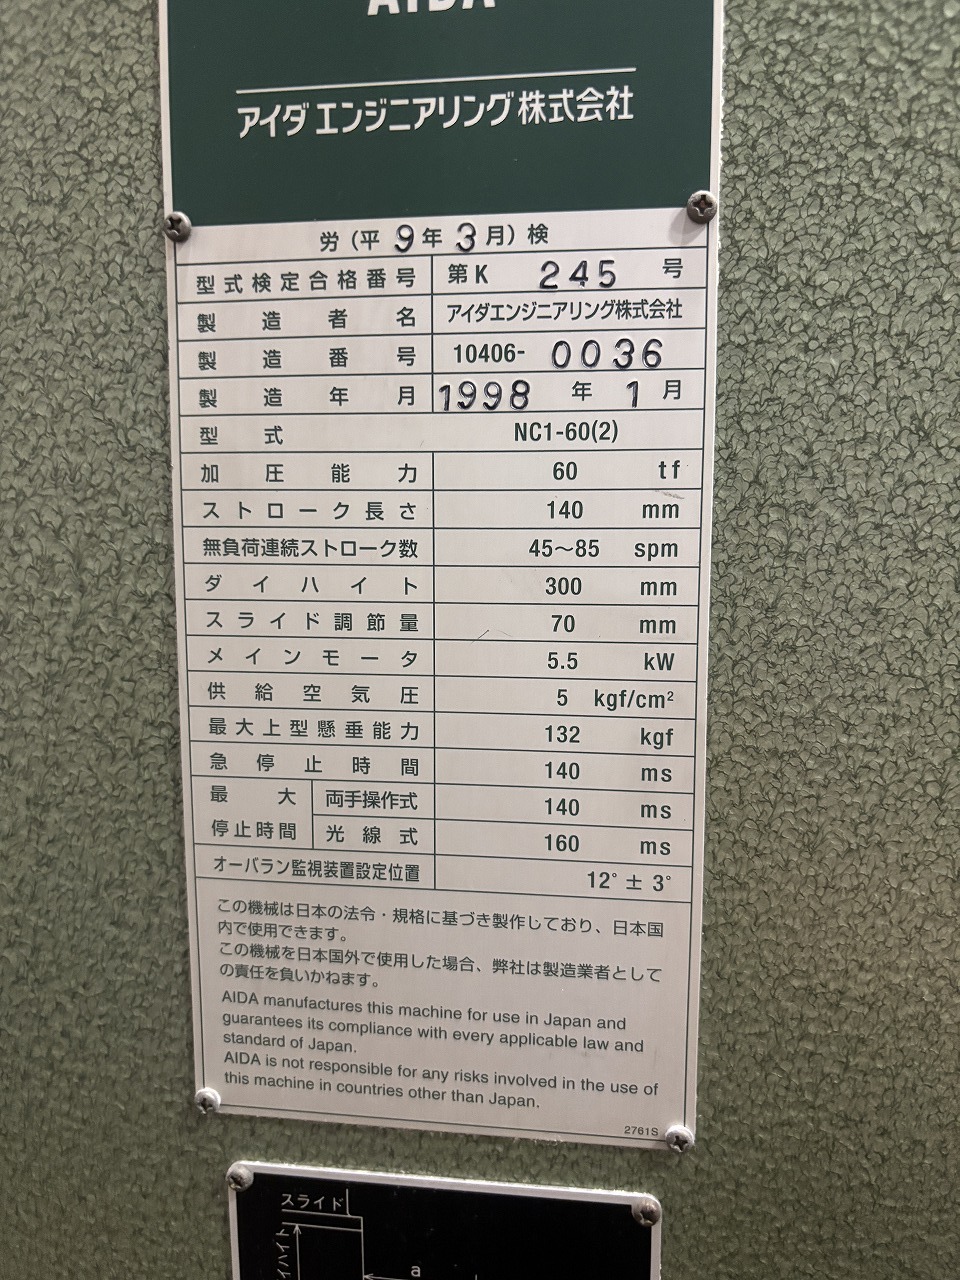 AIDA
アイダエンジニアリング株式会社
労(平 9年 3月)検
型式検定合格番号 第K 245 号
製造者名 アイダエンジニアリング株式会社
製造番号 10406-0036
製造年月 1998 年 1 月
型式 NC1-60(2)
加圧能力 60 tf
ストローク長さ 140 mm
無負荷連続ストローク数 45~85 spm
ダイハイト 300 mm
スライド調節量 70 mm
メインモータ 5.5 kW
供給空気圧 5 kgf/cm²
最大上型懸垂能力 132 kgf
急停止時間 140 ms
最大 両手操作式 140 ms
停止時間 光線式 160 ms
オーバラン監視装置設定位置 12°± 3°
この機械は日本の法令・規格に基づき製作しており、日本国
内で使用できます。
この機械を日本国外で使用した場合、弊社は製造業者として
の責任を負いかねます。
AIDA manufactures this machine for use in Japan and
guarantees its compliance with every applicable law and
standard of Japan.
AIDA is not responsible for any risks involved in the use of
this machine in countries other than Japan.
2761S
スライド
ダイハイト
a